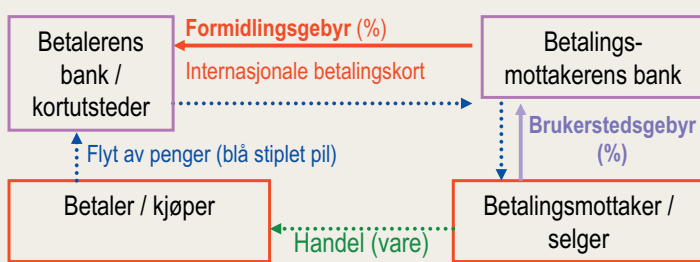 Betalerens
bank /
kortutsteder
Formidlingsgebyr (%)
Internasjonale betalingskort
Betalings-
mottakerens bank
Flyt av penger (blå stiplet pil)
Brukerstedsgebyr
(%)
Betaler / kjøper
Handel (vare)
Betalingsmottaker /
selger